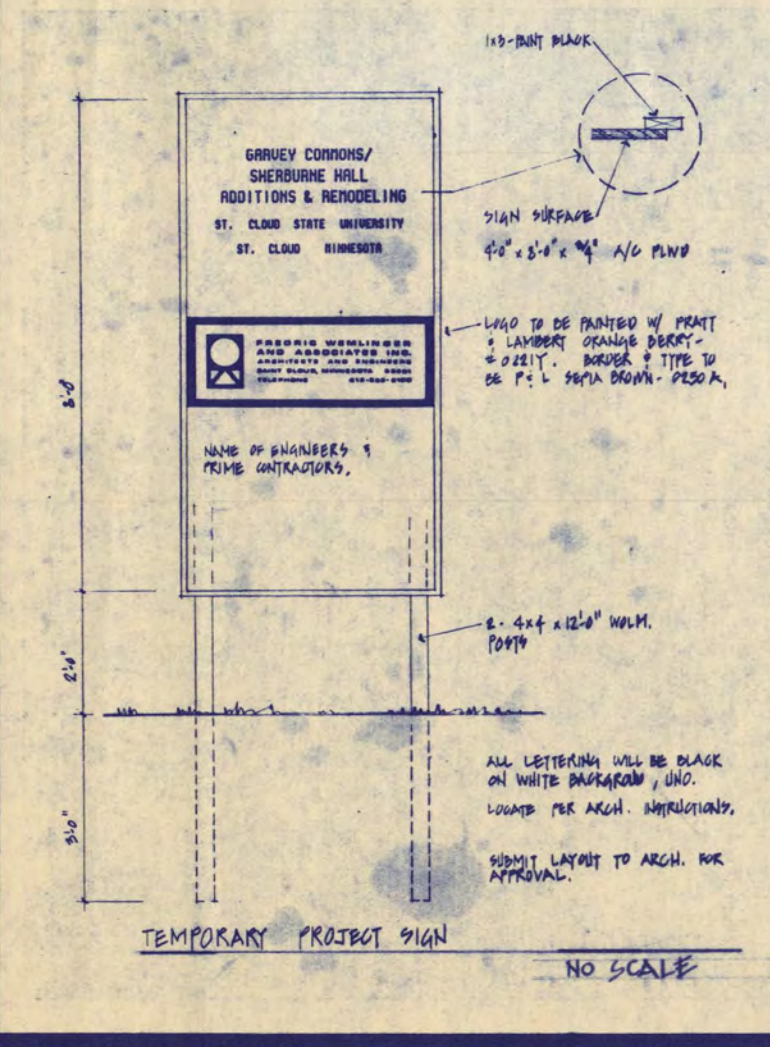 1x3-PAINT BLACK
GARVEY COMMONS/
SHERBURNE HALL
ADDITIONS & REMODELING
ST. CLOUD STATE UNIVERSITY
ST. CLOUD MINNESOTA
SIGN SURFACE
4'-0" x 8'-0" x 3/4" A/C PLWD
FREDRIC WEMLINGER
AND ASSOCIATES INC.
ARCHITECTS AND ENGINEERS
SAINT CLOUD, MINNESOTA
TELEPHONE
LOGO TO BE PAINTED W/ PRATT
& LAMBERT ORANGE BERRY-
# 0221Y. BORDER & TYPE TO
BE P & L SEPIA BROWN- 0230 A.
NAME OF ENGINEERS &
PRIME CONTRACTORS.
8'-0
2'-0"
3'-0"
2 - 4x4 x 12'-0" WOLM.
POSTS
ALL LETTERING WILL BE BLACK
ON WHITE BACKGROUND, UNO.
LOCATE PER ARCH. INSTRUCTIONS.
SUBMIT LAYOUT TO ARCH. FOR
APPROVAL.
TEMPORARY PROJECT SIGN
NO SCALE